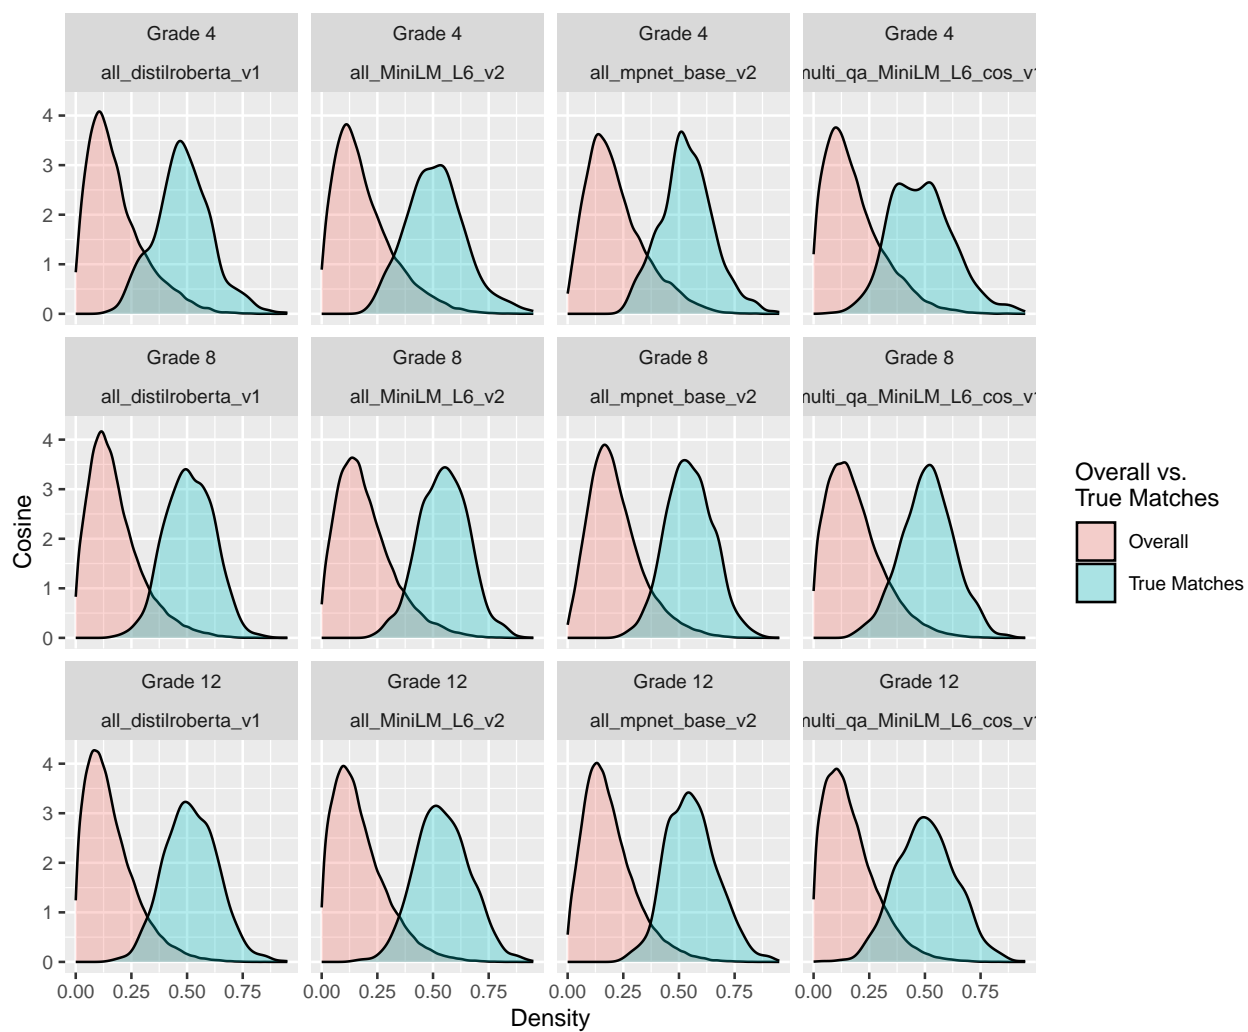 Grade 4 Grade 4 Grade 4 Grade 4
all_distilroberta_v1 all_MiniLM_L6_v2 all_mpnet_base_v2 multi_qa_MiniLM_L6_cos_v1
4
3
2
1
0
Grade 8 Grade 8 Grade 8 Grade 8
all_distilroberta_v1 all_MiniLM_L6_v2 all_mpnet_base_v2 multi_qa_MiniLM_L6_cos_v1
4
3
2
1
0
Cosine
Grade 12 Grade 12 Grade 12 Grade 12
all_distilroberta_v1 all_MiniLM_L6_v2 all_mpnet_base_v2 multi_qa_MiniLM_L6_cos_v1
4
3
2
1
0
0.00 0.25 0.50 0.75 0.00 0.25 0.50 0.75 0.00 0.25 0.50 0.75 0.00 0.25 0.50 0.75
Density
Overall vs.
True Matches
Overall
True Matches